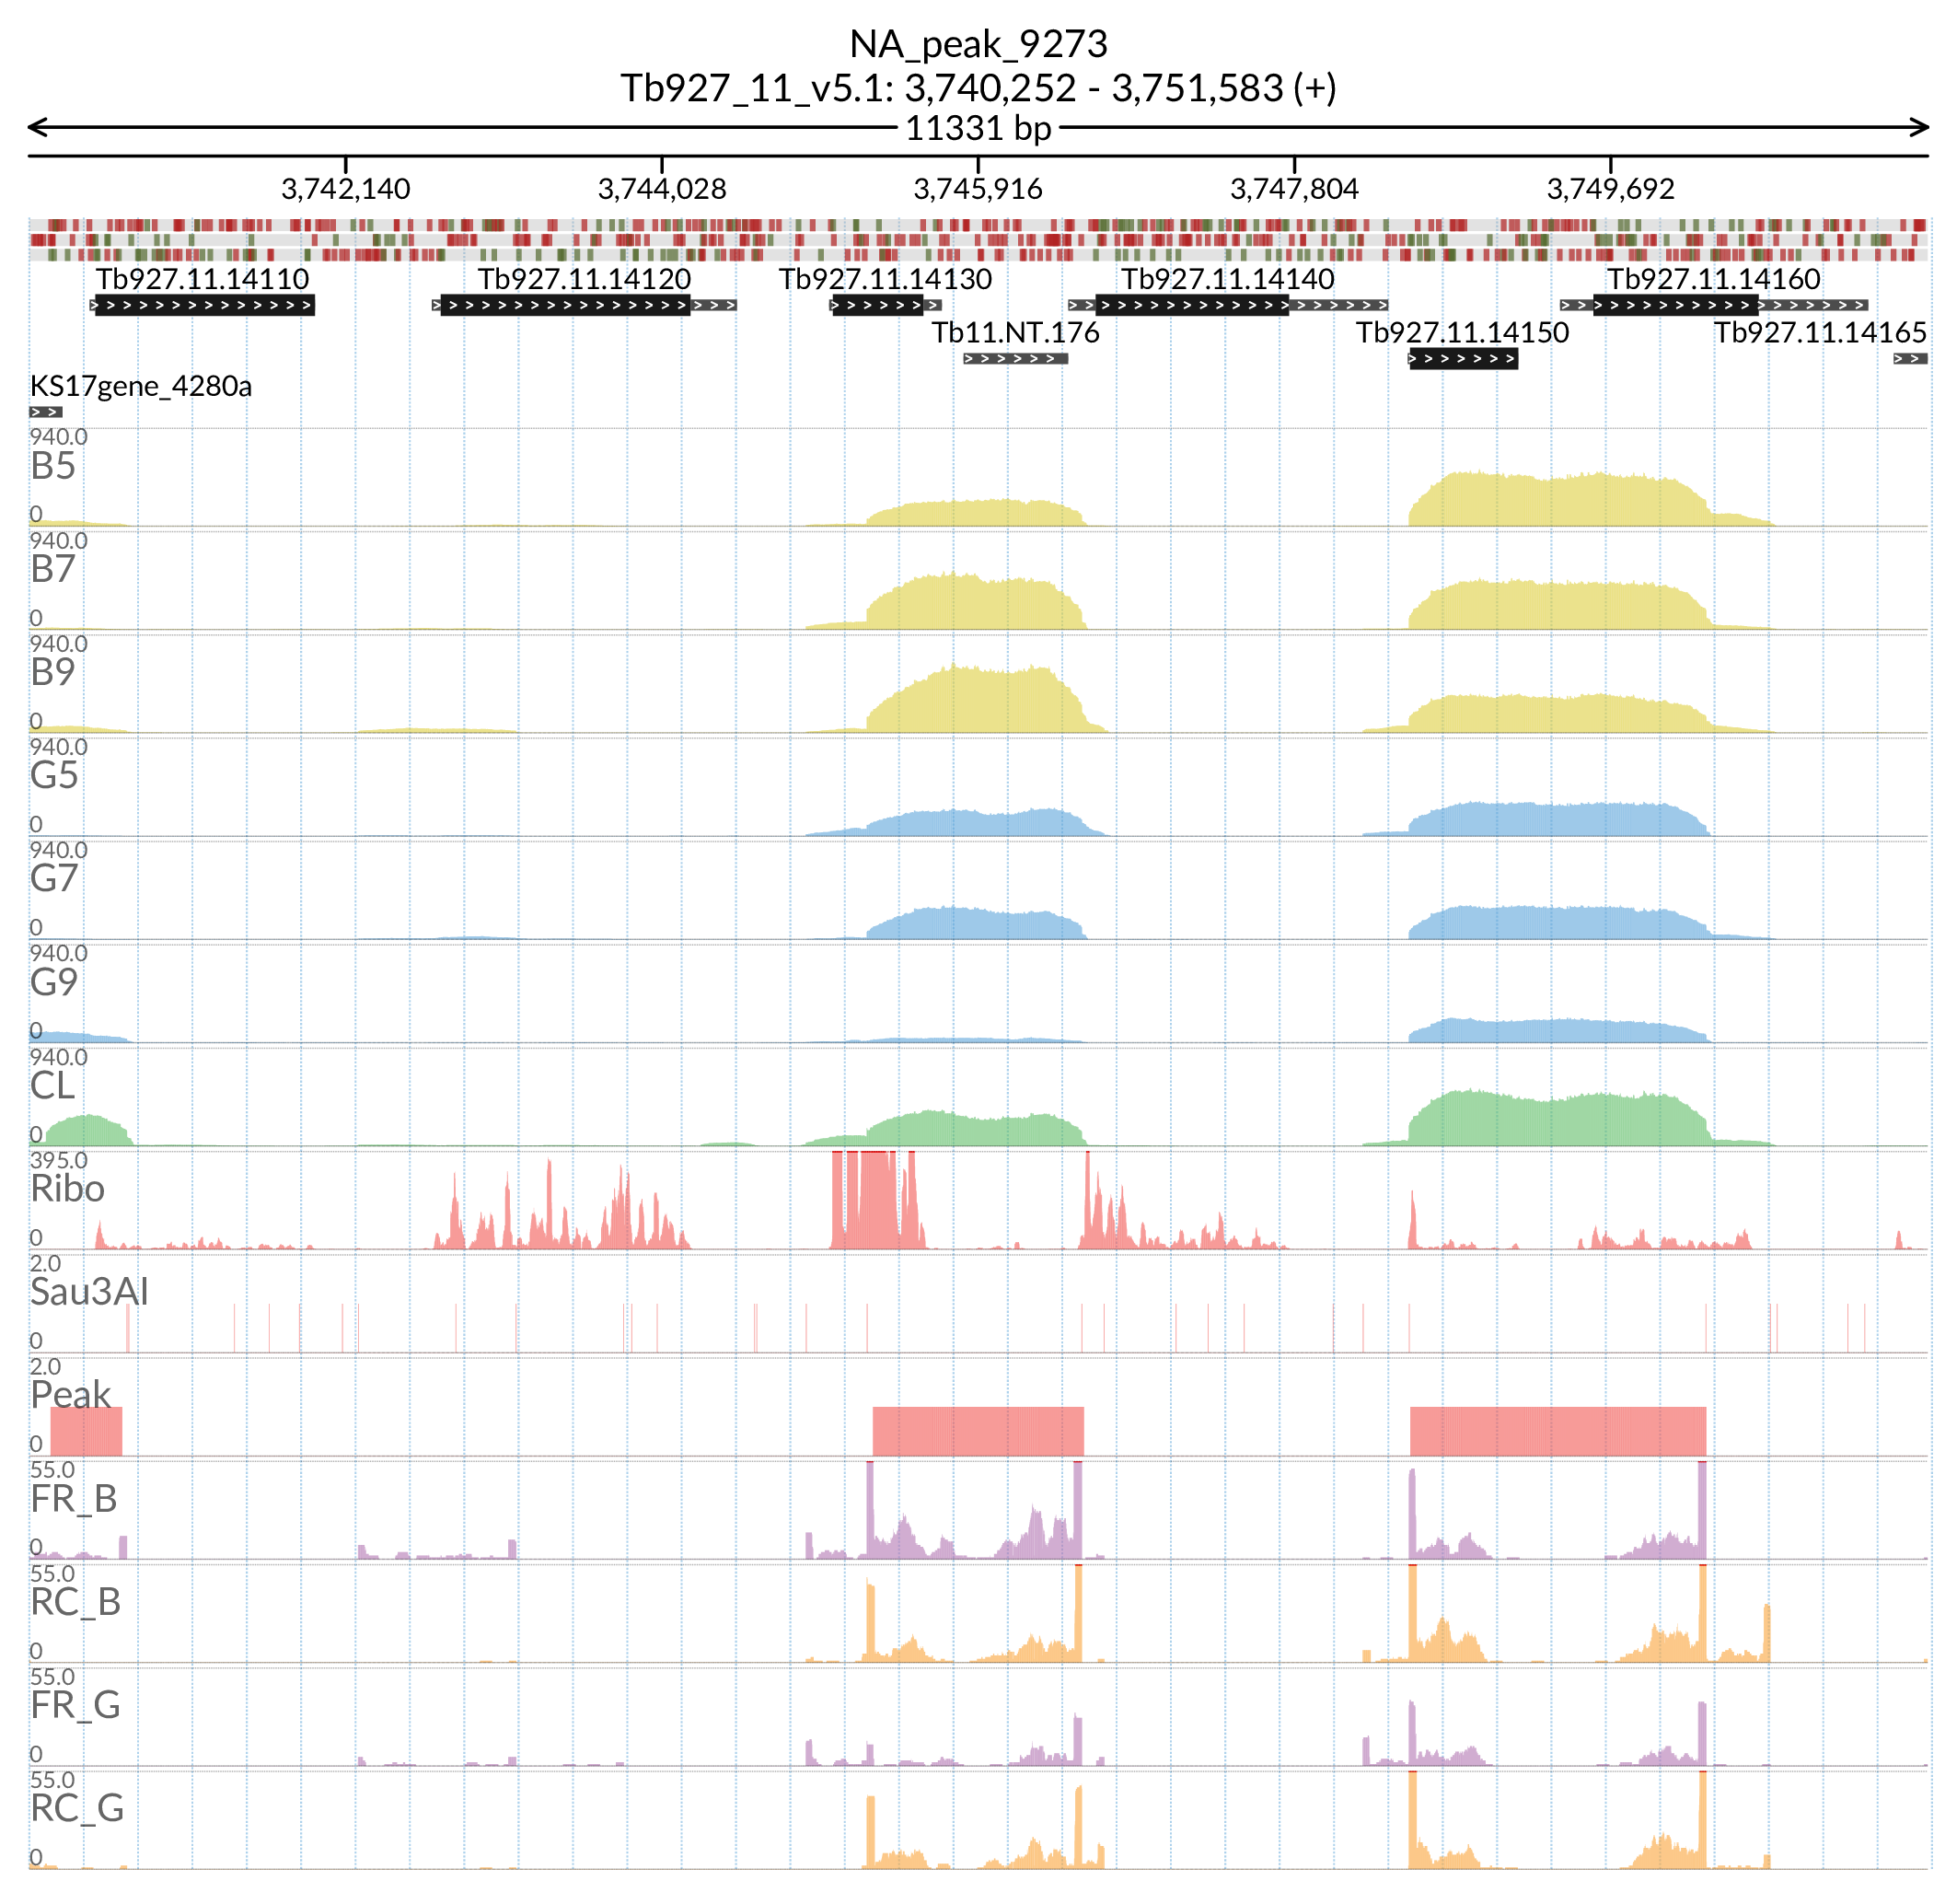 NA_peak_9273
Tb927_11_v5.1: 3,740,252 - 3,751,583 (+)
11331 bp
3,742,140 3,744,028 3,745,916 3,747,804 3,749,692
Tb927.11.14110 Tb927.11.14120 Tb927.11.14130 Tb927.11.14140 Tb927.11.14160
Tb11.NT.176 Tb927.11.14150 Tb927.11.14165
KS17gene_4280a
940.0
B5
0
940.0
B7
0
940.0
B9
0
940.0
G5
0
940.0
G7
0
940.0
G9
0
940.0
CL
0
395.0
Ribo
0
2.0
Sau3AI
0
2.0
Peak
0
55.0
FR_B
0
55.0
RC_B
0
55.0
FR_G
0
55.0
RC_G
0